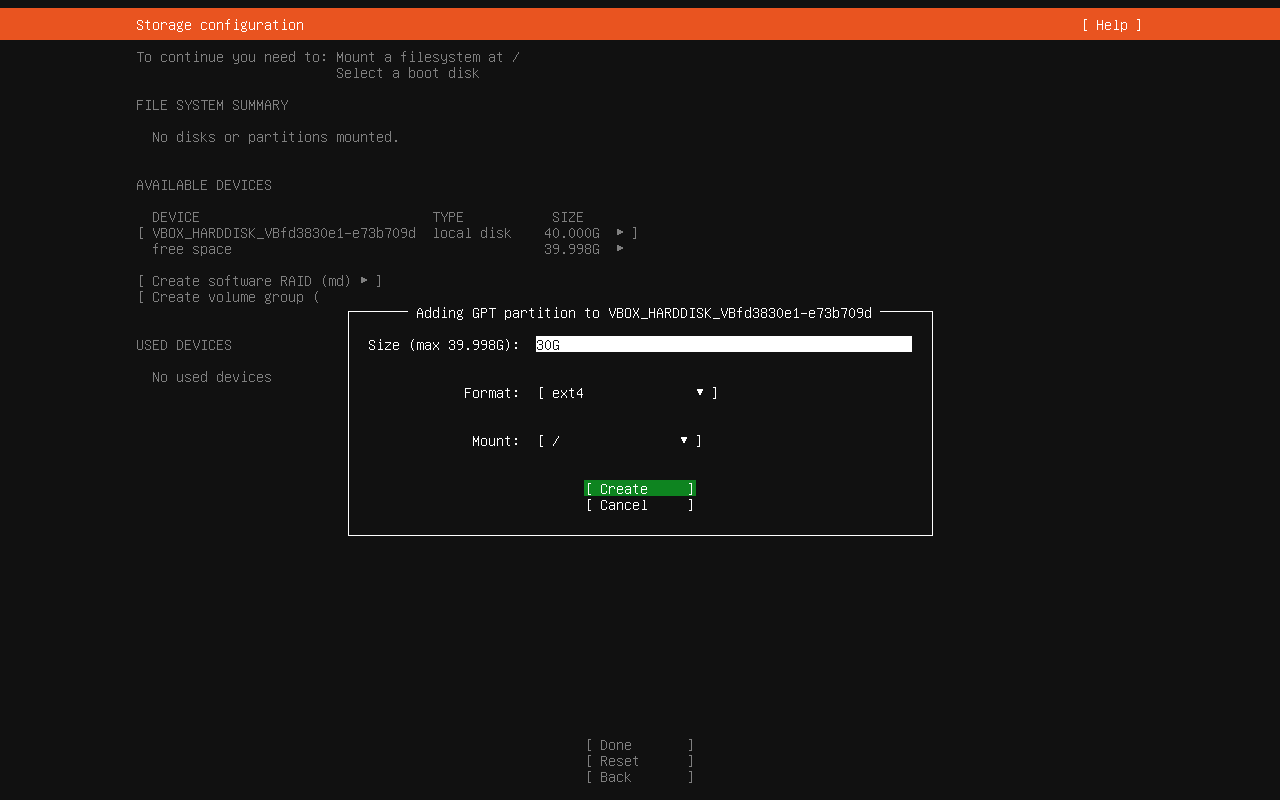 Storage configuration [ Help ]
To continue you need to: Mount a filesystem at /
Select a boot disk
FILE SYSTEM SUMMARY
No disks or partitions mounted.
AVAILABLE DEVICES
DEVICE TYPE SIZE
[ VBOX_HARDDISK_VBfd3830e1-e73b709d local disk 40.000G ▸ ]
free space 39.998G ▸
[ Create software RAID (md) ▸ ]
[ Create volume group (
Adding GPT partition to VBOX_HARDDISK_VBfd3830e1-e73b709d
Size (max 39.998G): 30G
Format: [ ext4 ▾ ]
Mount: [ / ▾ ]
[ Create ]
[ Cancel ]
USED DEVICES
No used devices
[ Done ]
[ Reset ]
[ Back ]